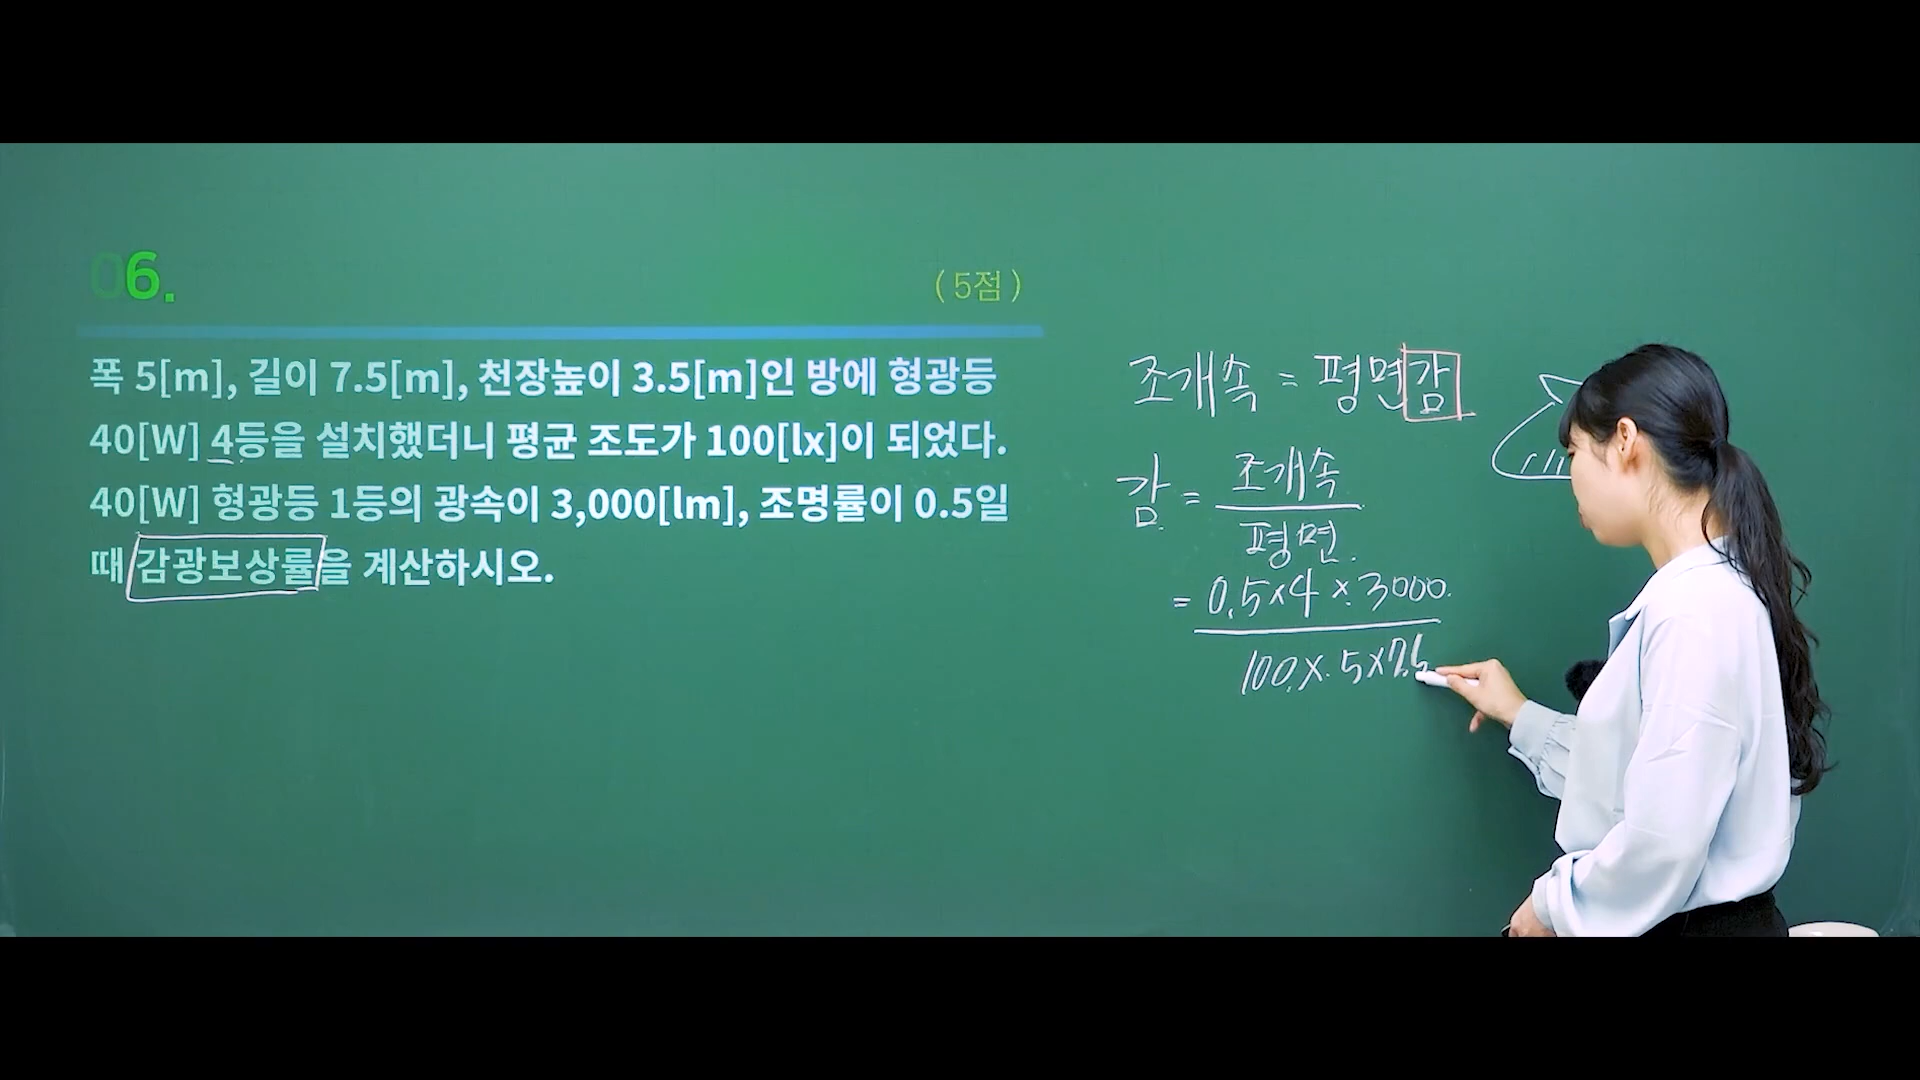 06.
( 5점 )
폭 5[m], 길이 7.5[m], 천장높이 3.5[m]인 방에 형광등
40[W] 4등을 설치했더니 평균 조도가 100[lx]이 되었다.
40[W] 형광등 1등의 광속이 3,000[lm], 조명률이 0.5일
때 감광보상률을 계산하시오.
조개속 = 평면감
감 = 조개속
평면
= 0.5×4 × 3000
100 × 5×7.5